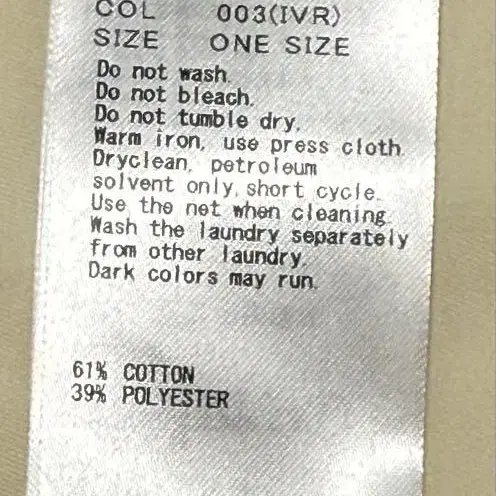 COL 003(IVR)
SIZE ONE SIZE
Do not wash.
Do not bleach.
Do not tumble dry.
Warm iron, use press cloth.
Dryclean, petroleum
solvent only, short cycle.
Use the net when cleaning.
Wash the laundry separately
from other laundry.
Dark colors may run.
61% COTTON
39% POLYESTER